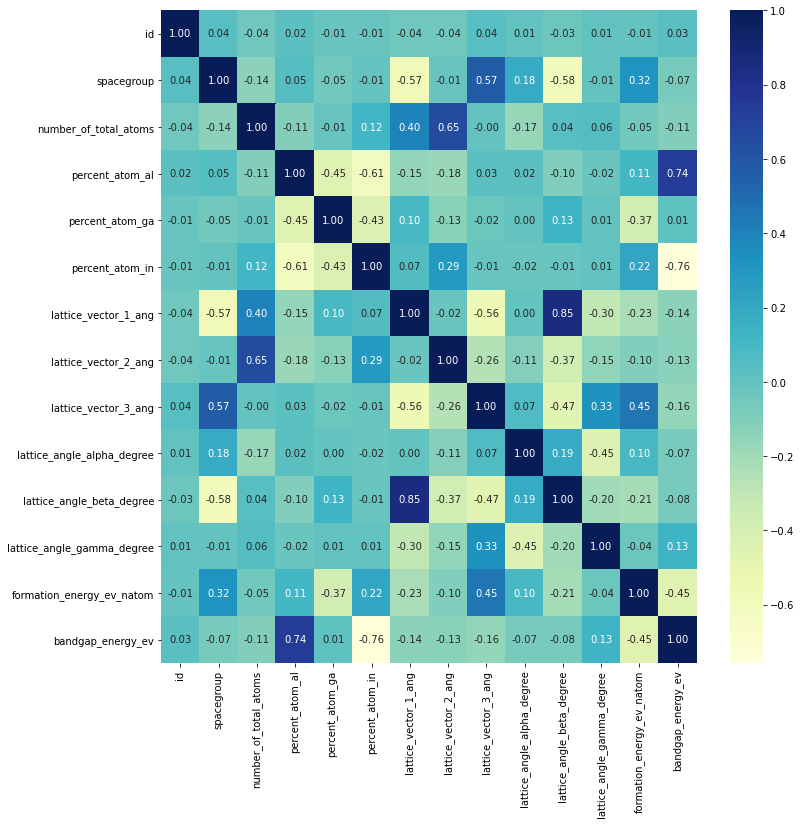 id 1.00 0.04 -0.04 0.02 -0.01 -0.01 -0.04 -0.04 0.04 0.01 -0.03 0.01 -0.01 0.03
spacegroup 0.04 1.00 -0.14 0.05 -0.05 -0.01 -0.57 -0.01 0.57 0.18 -0.58 -0.01 0.32 -0.07
number_of_total_atoms -0.04 -0.14 1.00 -0.11 -0.01 0.12 0.40 0.65 -0.00 -0.17 0.04 0.06 -0.05 -0.11
percent_atom_al 0.02 0.05 -0.11 1.00 -0.45 -0.61 -0.15 -0.18 0.03 0.02 -0.10 -0.02 0.11 0.74
percent_atom_ga -0.01 -0.05 -0.01 -0.45 1.00 -0.43 0.10 -0.13 -0.02 0.00 0.13 0.01 -0.37 0.01
percent_atom_in -0.01 -0.01 0.12 -0.61 -0.43 1.00 0.07 0.29 -0.01 -0.02 -0.01 0.01 0.22 -0.76
lattice_vector_1_ang -0.04 -0.57 0.40 -0.15 0.10 0.07 1.00 -0.02 -0.56 0.00 0.85 -0.30 -0.23 -0.14
lattice_vector_2_ang -0.04 -0.01 0.65 -0.18 -0.13 0.29 -0.02 1.00 -0.26 -0.11 -0.37 -0.15 -0.10 -0.13
lattice_vector_3_ang 0.04 0.57 -0.00 0.03 -0.02 -0.01 -0.56 -0.26 1.00 0.07 -0.47 0.33 0.45 -0.16
lattice_angle_alpha_degree 0.01 0.18 -0.17 0.02 0.00 -0.02 0.00 -0.11 0.07 1.00 0.19 -0.45 0.10 -0.07
lattice_angle_beta_degree -0.03 -0.58 0.04 -0.10 0.13 -0.01 0.85 -0.37 -0.47 0.19 1.00 -0.20 -0.21 -0.08
lattice_angle_gamma_degree 0.01 -0.01 0.06 -0.02 0.01 0.01 -0.30 -0.15 0.33 -0.45 -0.20 1.00 -0.04 0.13
formation_energy_ev_natom -0.01 0.32 -0.05 0.11 -0.37 0.22 -0.23 -0.10 0.45 0.10 -0.21 -0.04 1.00 -0.45
bandgap_energy_ev 0.03 -0.07 -0.11 0.74 0.01 -0.76 -0.14 -0.13 -0.16 -0.07 -0.08 0.13 -0.45 1.00
id
spacegroup
number_of_total_atoms
percent_atom_al
percent_atom_ga
percent_atom_in
lattice_vector_1_ang
lattice_vector_2_ang
lattice_vector_3_ang
lattice_angle_alpha_degree
lattice_angle_beta_degree
lattice_angle_gamma_degree
formation_energy_ev_natom
bandgap_energy_ev
1.0
0.8
0.6
0.4
0.2
0.0
−0.2
−0.4
−0.6